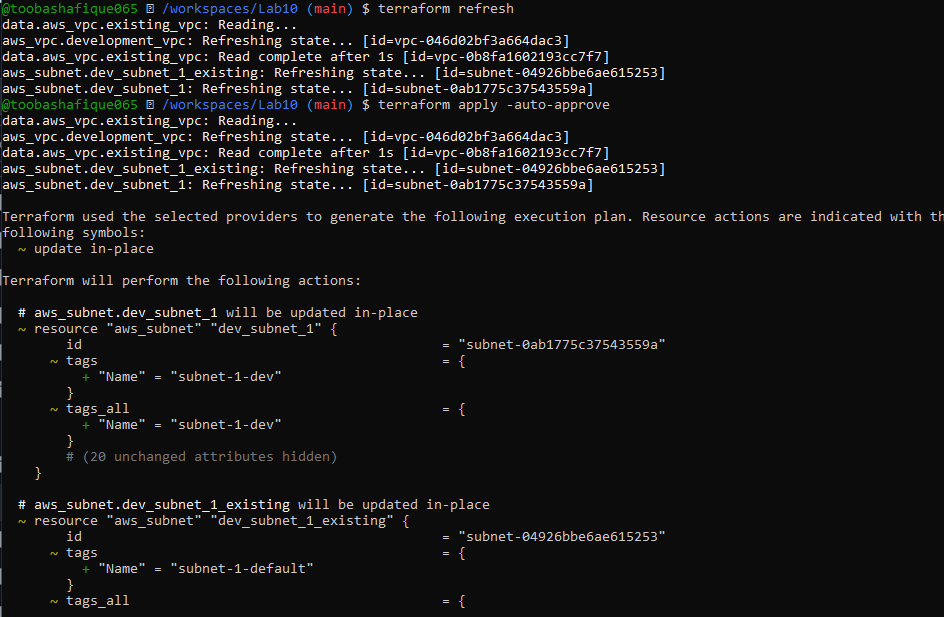 @toobashafique065 /workspaces/Lab10 (main) $ terraform refresh
data.aws_vpc.existing_vpc: Reading...
aws_vpc.development_vpc: Refreshing state... [id=vpc-046d02bf3a664dac3]
data.aws_vpc.existing_vpc: Read complete after 1s [id=vpc-0b8fa1602193cc7f7]
aws_subnet.dev_subnet_1_existing: Refreshing state... [id=subnet-04926bbe6ae615253]
aws_subnet.dev_subnet_1: Refreshing state... [id=subnet-0ab1775c37543559a]
@toobashafique065 /workspaces/Lab10 (main) $ terraform apply -auto-approve
data.aws_vpc.existing_vpc: Reading...
aws_vpc.development_vpc: Refreshing state... [id=vpc-046d02bf3a664dac3]
data.aws_vpc.existing_vpc: Read complete after 1s [id=vpc-0b8fa1602193cc7f7]
aws_subnet.dev_subnet_1_existing: Refreshing state... [id=subnet-04926bbe6ae615253]
aws_subnet.dev_subnet_1: Refreshing state... [id=subnet-0ab1775c37543559a]
Terraform used the selected providers to generate the following execution plan. Resource actions are indicated with th
following symbols:
  ~ update in-place
Terraform will perform the following actions:
  # aws_subnet.dev_subnet_1 will be updated in-place
  ~ resource "aws_subnet" "dev_subnet_1" {
        id                                             = "subnet-0ab1775c37543559a"
      ~ tags                                           = {
          + "Name" = "subnet-1-dev"
        }
      ~ tags_all                                       = {
          + "Name" = "subnet-1-dev"
        }
        # (20 unchanged attributes hidden)
    }
  # aws_subnet.dev_subnet_1_existing will be updated in-place
  ~ resource "aws_subnet" "dev_subnet_1_existing" {
        id                                             = "subnet-04926bbe6ae615253"
      ~ tags                                           = {
          + "Name" = "subnet-1-default"
        }
      ~ tags_all                                       = {